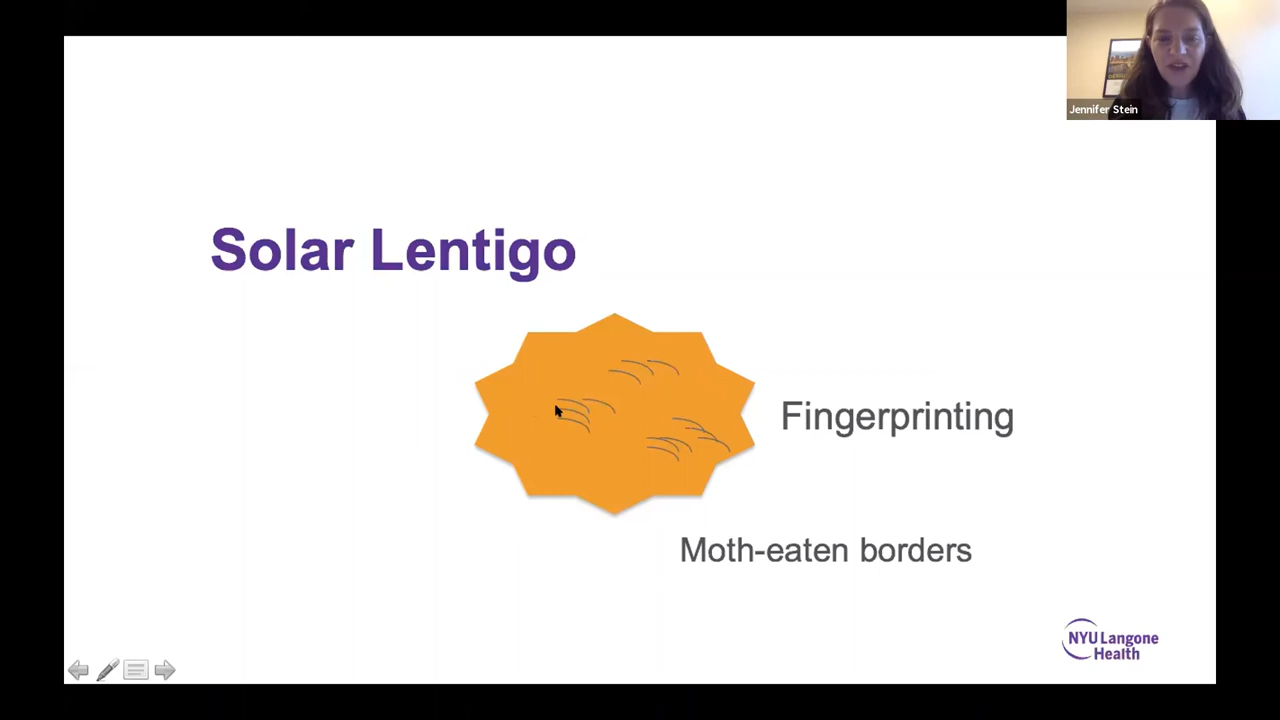 Jennifer Stein
Solar Lentigo
Fingerprinting
Moth-eaten borders
NYU Langone
Health